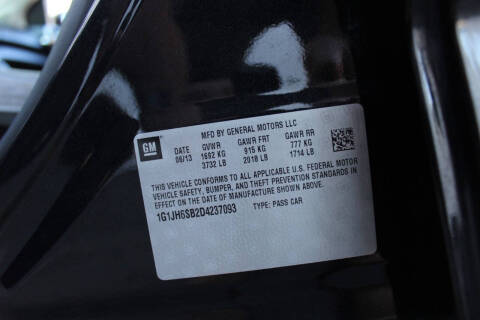 MFD BY GENERAL MOTORS LLC
GM DATE GVWR GAWR FRT GAWR RR
06/13 1692 KG 915 KG 777 KG
3732 LB 2018 LB 1714 LB
THIS VEHICLE CONFORMS TO ALL APPLICABLE U.S. FEDERAL MOTOR
VEHICLE SAFETY, BUMPER, AND THEFT PREVENTION STANDARDS
IN EFFECT ON THE DATE OF MANUFACTURE SHOWN ABOVE.
1G1JH6SB2D4237093
TYPE: PASS CAR